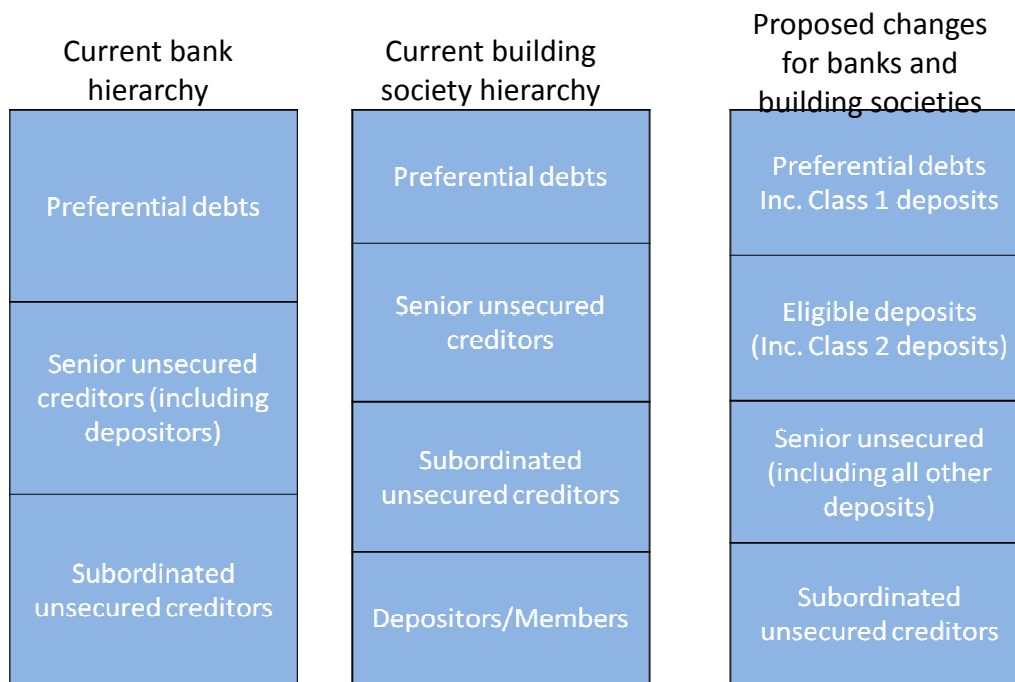 Current bank
hierarchy
Preferential debts
Senior unsecured
creditors (including
depositors)
Subordinated
unsecured creditors
Current building
society hierarchy
Preferential debts
Senior unsecured
creditors
Subordinated
unsecured creditors
Depositors/Members
Proposed changes
for banks and
building societies
Preferential debts
Inc. Class 1 deposits
Eligible deposits
(Inc. Class 2 deposits)
Senior unsecured
(including all other
deposits)
Subordinated
unsecured creditors